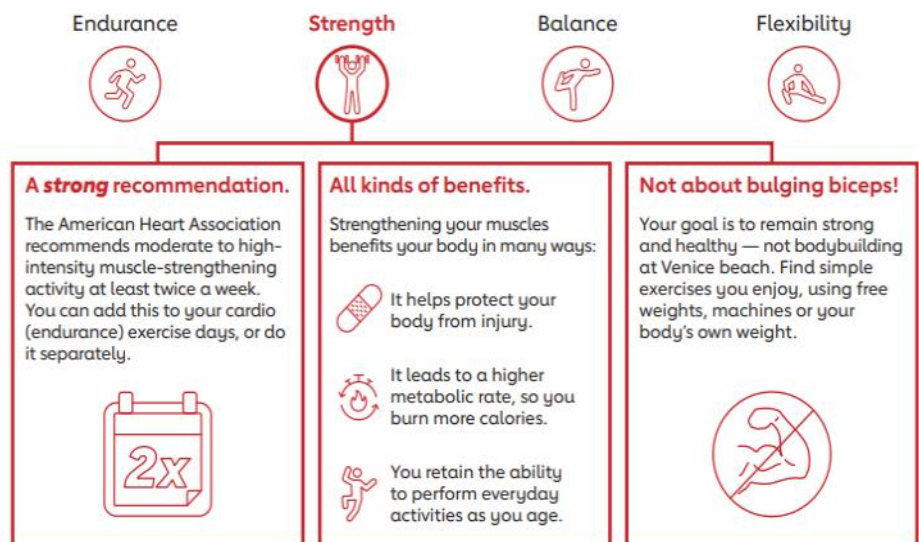 Endurance
Strength
Balance
Flexibility
A strong recommendation.
The American Heart Association
recommends moderate to high-
intensity muscle-strengthening
activity at least twice a week.
You can add this to your cardio
(endurance) exercise days, or do
it separately.
2x
All kinds of benefits.
Strengthening your muscles
benefits your body in many ways:
It helps protect your
body from injury.
It leads to a higher
metabolic rate, so you
burn more calories.
You retain the ability
to perform everyday
activities as you age.
Not about bulging biceps!
Your goal is to remain strong
and healthy — not bodybuilding
at Venice beach. Find simple
exercises you enjoy, using free
weights, machines or your
body's own weight.